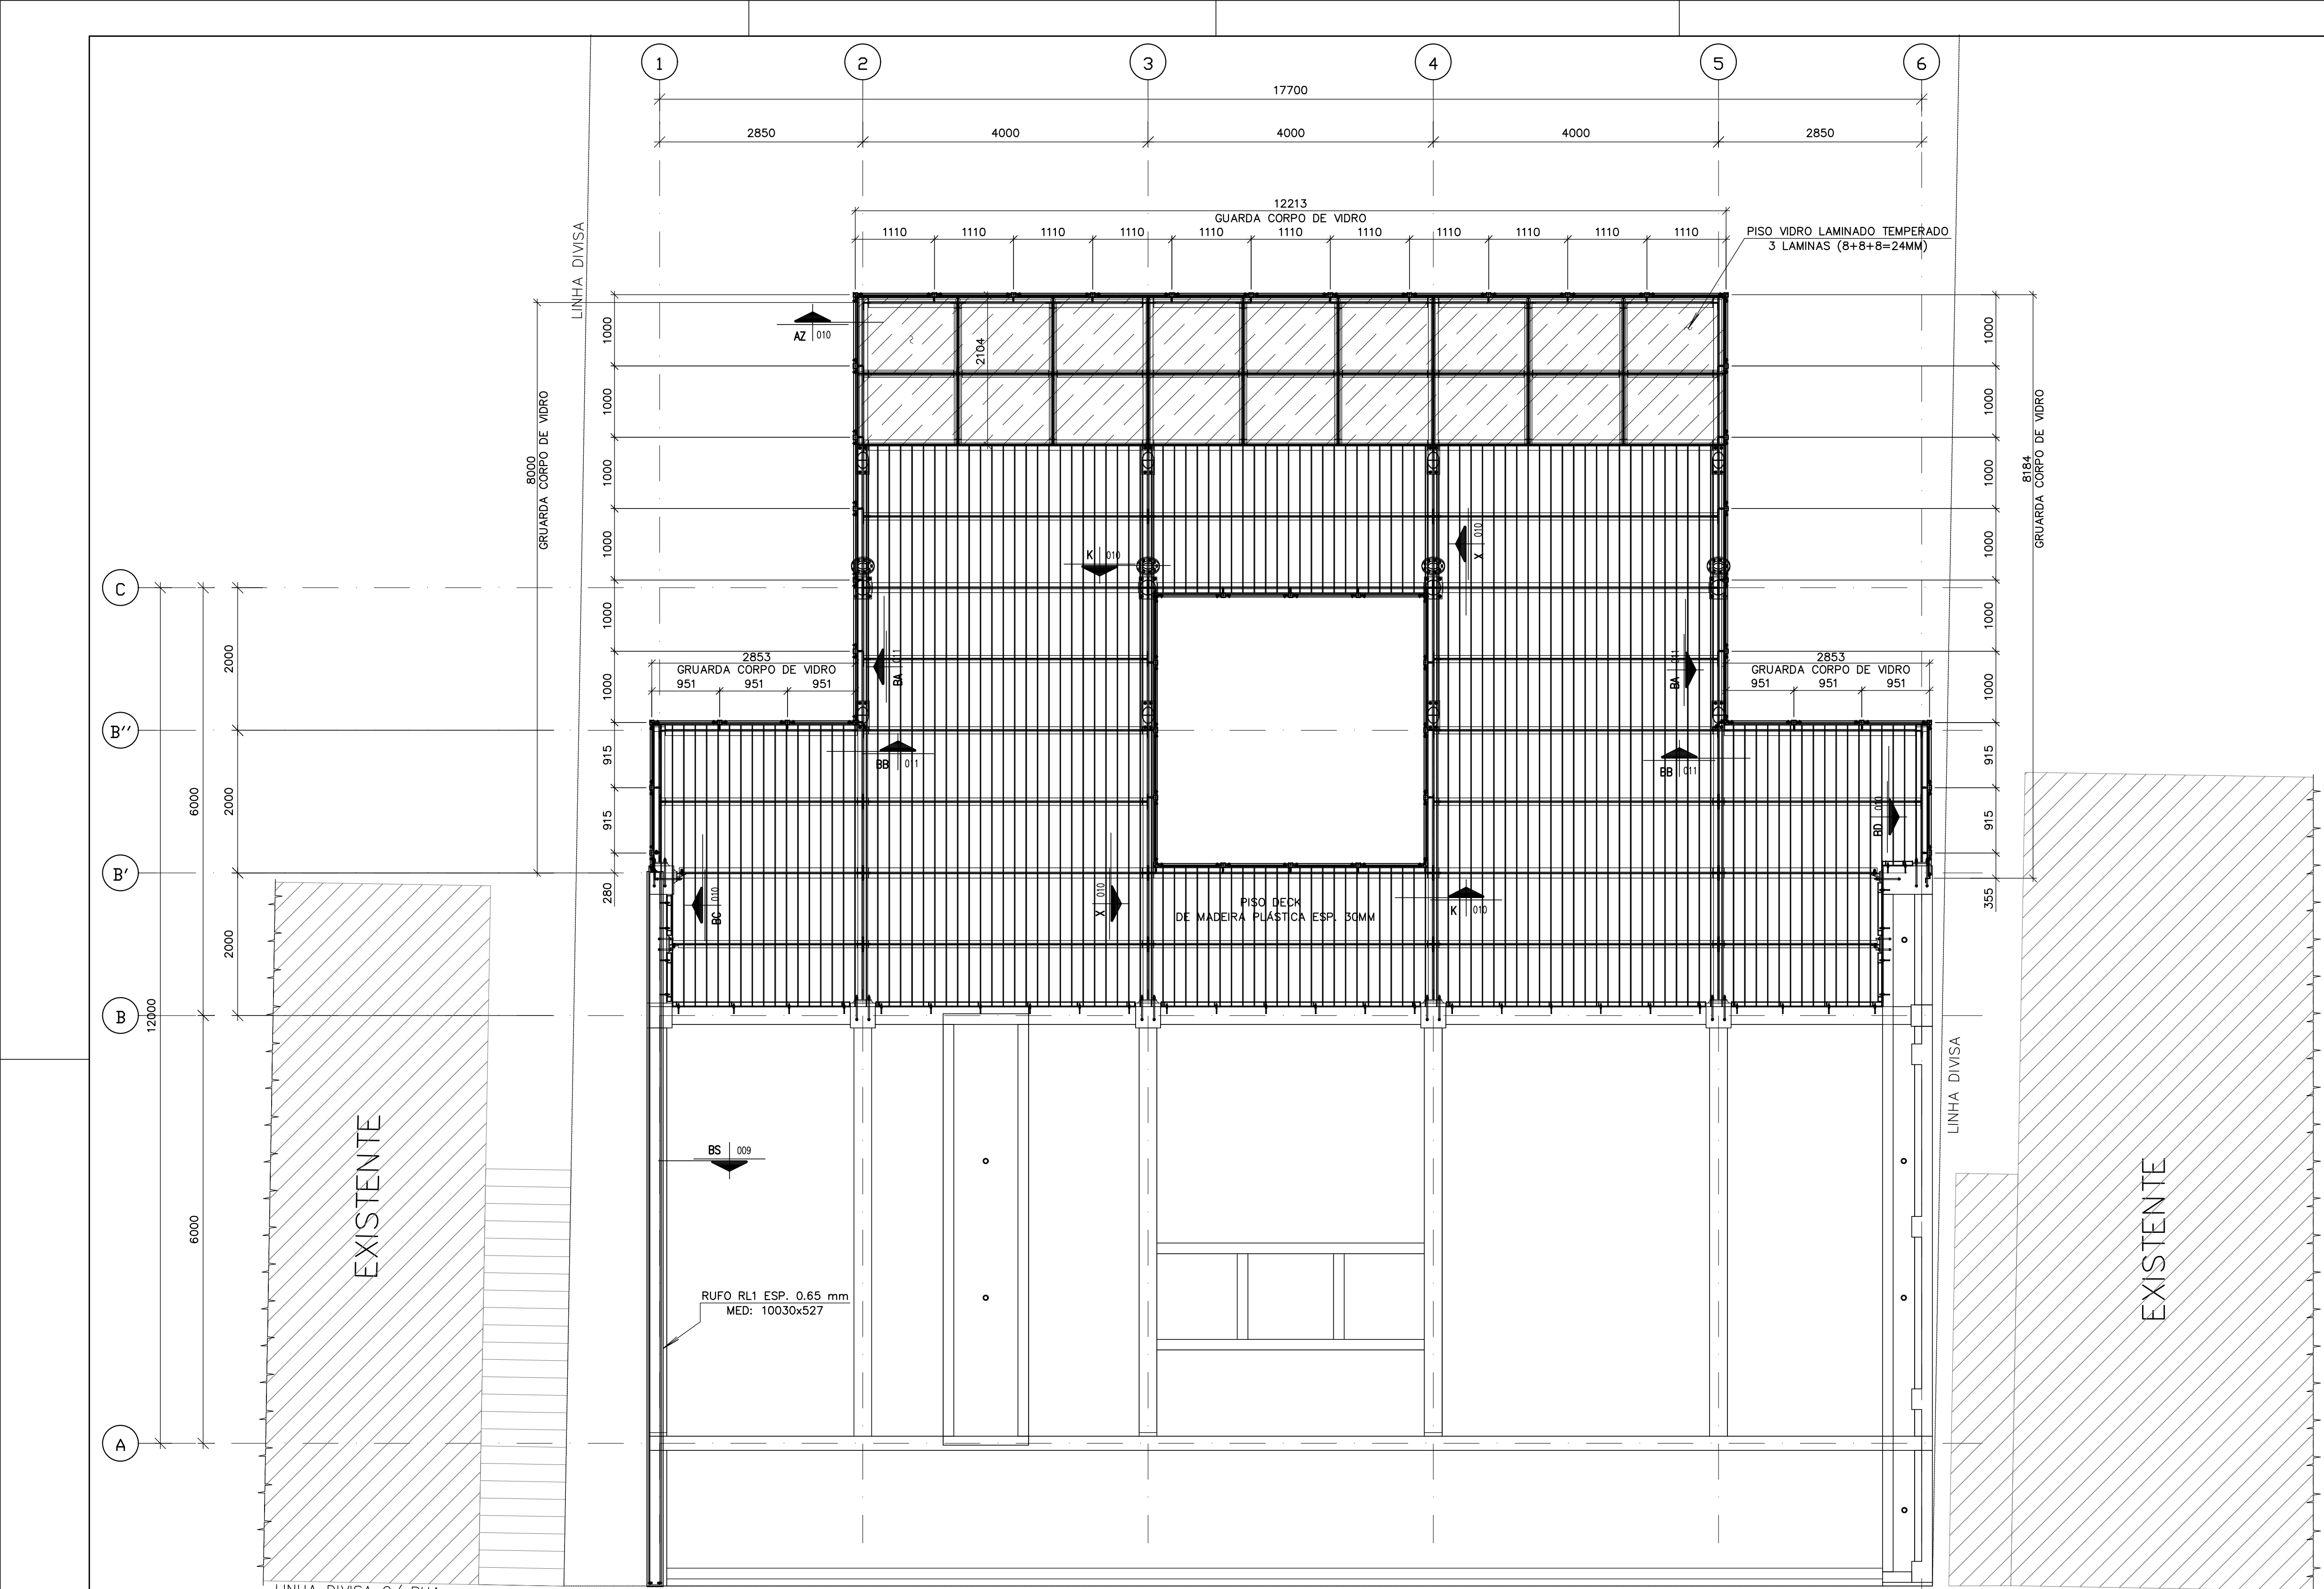 1
2
3
4
5
6
17700
2850
4000
4000
4000
2850
12213
GUARDA CORPO DE VIDRO
1110
1110
1110
1110
1110
1110
1110
1110
1110
1110
1110
PISO VIDRO LAMINADO TEMPERADO
3 LAMINAS (8+8+8=24MM)
LINHA DIVISA
8000
GRUARDA CORPO DE VIDRO
1000
1000
1000
1000
1000
1000
915
915
280
AZ 010
2104
1000
1000
1000
1000
1000
1000
915
915
355
8184
GRUARDA CORPO DE VIDRO
K 010
X 010
C
2000
2853
GRUARDA CORPO DE VIDRO
951
951
951
BA 011
BA 011
2853
GRUARDA CORPO DE VIDRO
951
951
951
B''
BB 011
BB 011
6000
2000
BD 010
B'
BC 010
X 010
PISO DECK
DE MADEIRA PLÁSTICA ESP. 30MM
K 010
2000
12000
B
LINHA DIVISA
EXISTENTE
BS 009
EXISTENTE
6000
RUFO RL1 ESP. 0.65 mm
MED: 10030x527
A